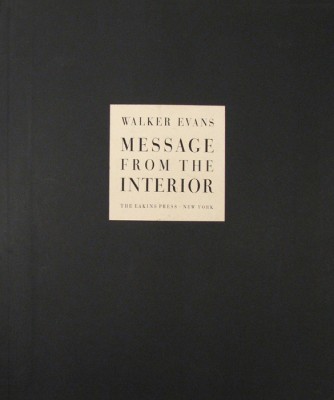 WALKER EVANS
MESSAGE
FROM THE
INTERIOR
THE EAKINS PRESS · NEW YORK